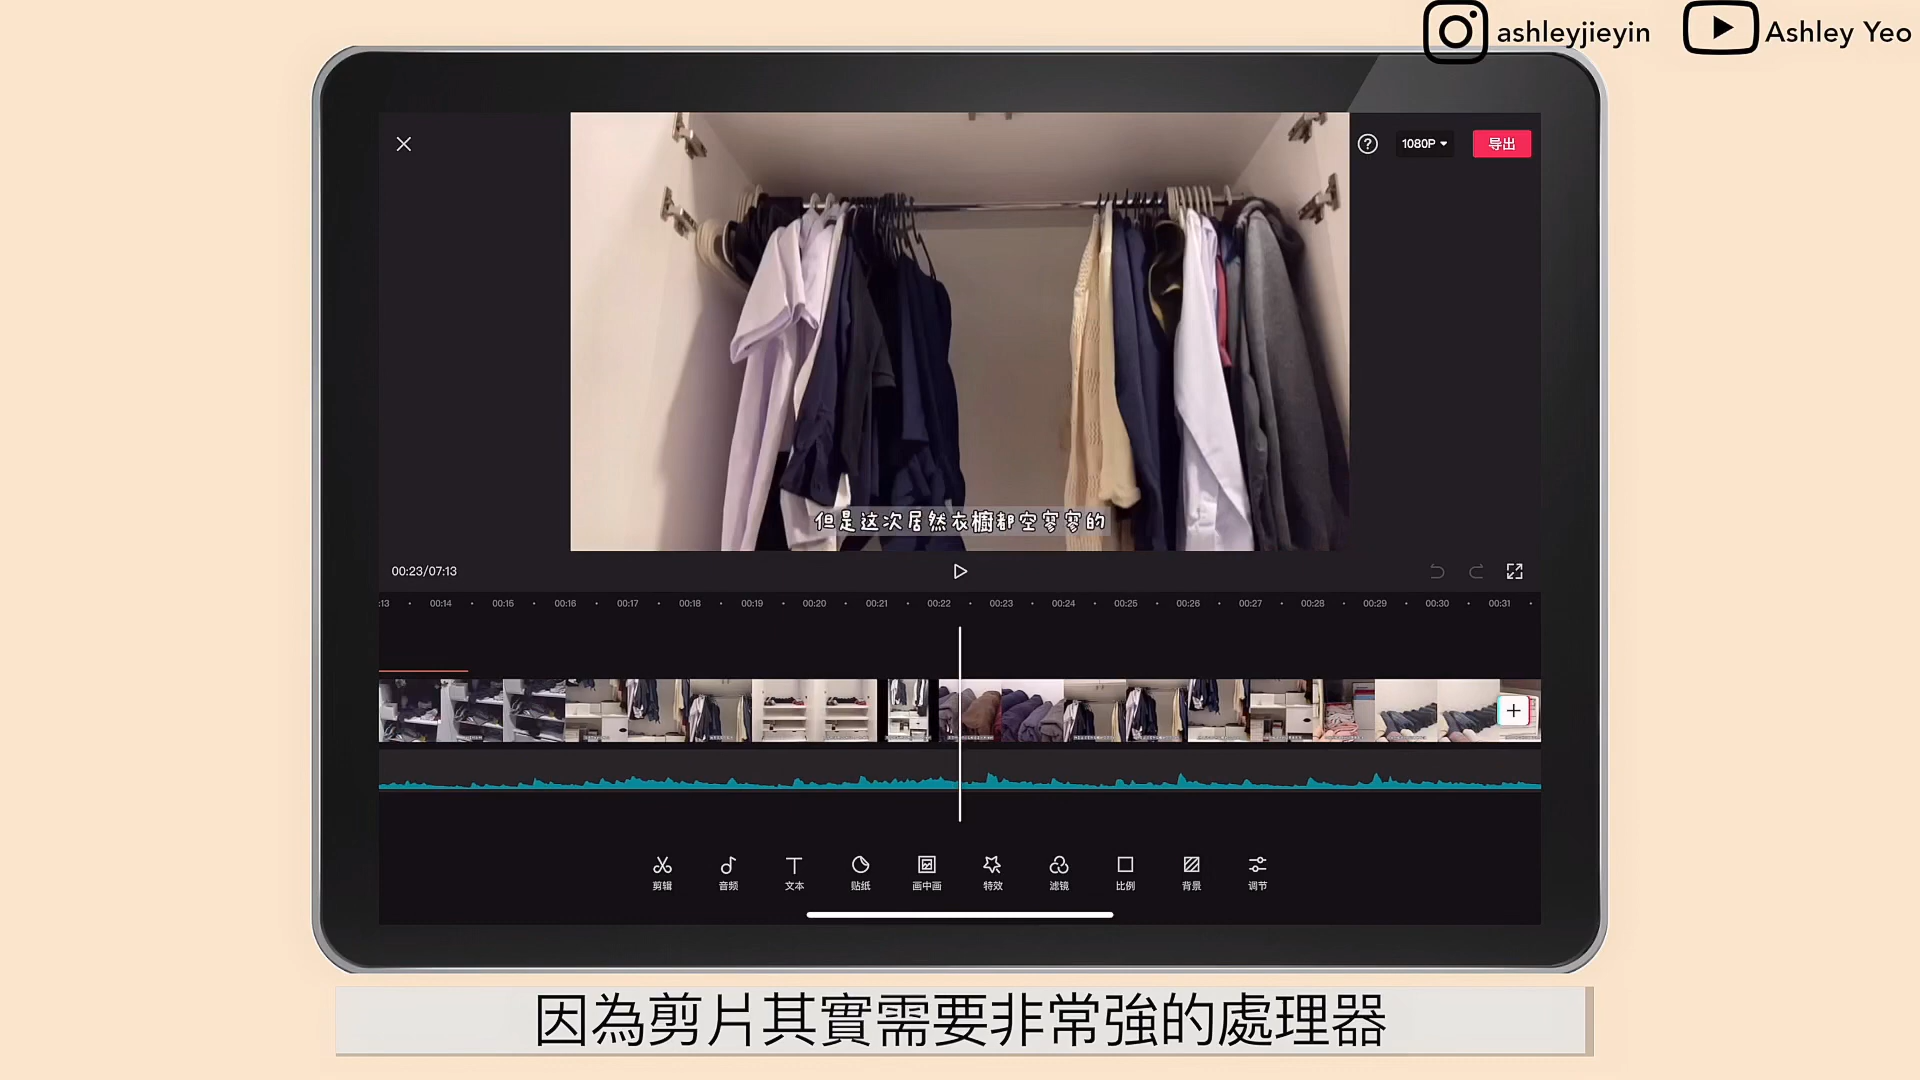 ashleyjieyin
Ashley Yeo
1080P
导出
但是这次居然衣橱都空寥寥的
00:23/07:13
:13 00:14 00:15 00:16 00:17 00:18 00:19 00:20 00:21 00:22 00:23 00:24 00:25 00:26 00:27 00:28 00:29 00:30 00:31
剪辑 音频 文本 贴纸 画中画 特效 滤镜 比例 背景 调节
因為剪片其實需要非常強的處理器